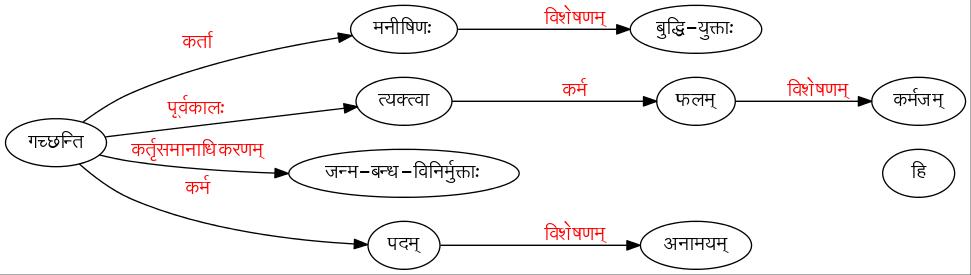 कर्ता
मनीषिणः
विशेषणम्
बुद्धि-युक्ताः
गच्छन्ति
पूर्वकालः
त्यक्त्वा
कर्म
फलम्
विशेषणम्
कर्मजम्
कर्तृसमानाधिकरणम्
जन्म-बन्ध-विनिर्मुक्ताः
हि
कर्म
पदम्
विशेषणम्
अनामयम्